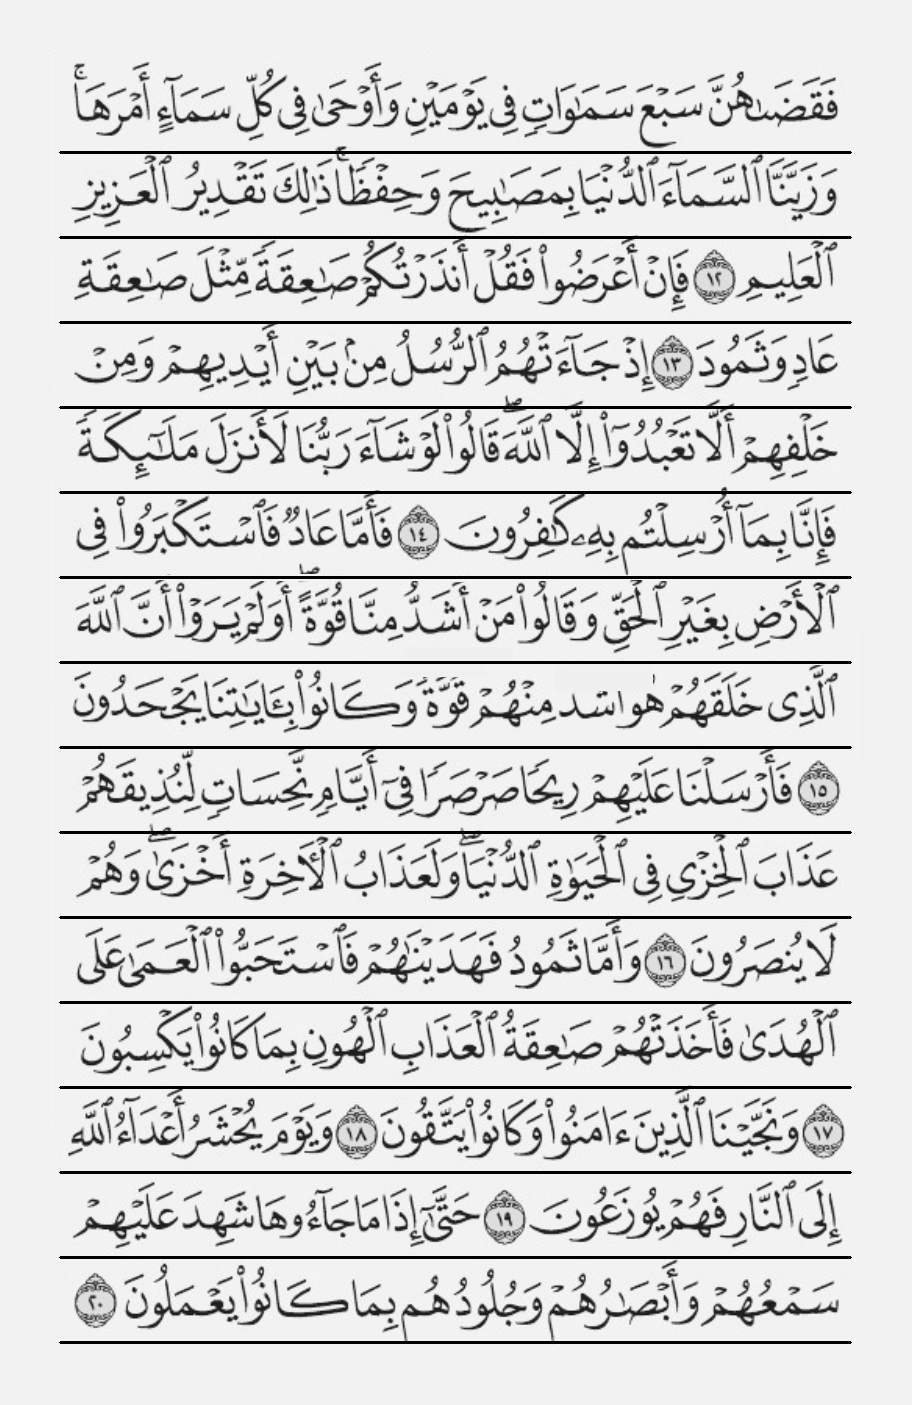 فَقَضَىٰهُنَّ سَبْعَ سَمَٰوَاتٍ فِى يَوْمَيْنِ وَأَوْحَىٰ فِى كُلِّ سَمَآءٍ أَمْرَهَا ۚ
وَزَيَّنَّا ٱلسَّمَآءَ ٱلدُّنْيَا بِمَصَٰبِيحَ وَحِفْظًا ۚ ذَٰلِكَ تَقْدِيرُ ٱلْعَزِيزِ
ٱلْعَلِيمِ ١٢ فَإِنْ أَعْرَضُوا۟ فَقُلْ أَنذَرْتُكُمْ صَٰعِقَةً مِّثْلَ صَٰعِقَةِ
عَادٍ وَثَمُودَ ١٣ إِذْ جَآءَتْهُمُ ٱلرُّسُلُ مِنۢ بَيْنِ أَيْدِيهِمْ وَمِنْ
خَلْفِهِمْ أَلَّا تَعْبُدُوٓا۟ إِلَّا ٱللَّهَ ۖ قَالُوا۟ لَوْ شَآءَ رَبُّنَا لَأَنزَلَ مَلَٰٓئِكَةً
فَإِنَّا بِمَآ أُرْسِلْتُم بِهِۦ كَٰفِرُونَ ١٤ فَأَمَّا عَادٌ فَٱسْتَكْبَرُوا۟ فِى
ٱلْأَرْضِ بِغَيْرِ ٱلْحَقِّ وَقَالُوا۟ مَنْ أَشَدُّ مِنَّا قُوَّةً ۖ أَوَلَمْ يَرَوْا۟ أَنَّ ٱللَّهَ
ٱلَّذِى خَلَقَهُمْ هُوَ أشد مِنْهُمْ قُوَّةً وَكَانُوا۟ بِـَٔايَٰتِنَا يَجْحَدُونَ
١٥ فَأَرْسَلْنَا عَلَيْهِمْ رِيحًا صَرْصَرًا فِىٓ أَيَّامٍ نَّحِسَاتٍ لِّنُذِيقَهُمْ
عَذَابَ ٱلْخِزْىِ فِى ٱلْحَيَوٰةِ ٱلدُّنْيَا ۖ وَلَعَذَابُ ٱلْءَاخِرَةِ أَخْزَىٰ ۖ وَهُمْ
لَا يُنصَرُونَ ١٦ وَأَمَّا ثَمُودُ فَهَدَيْنَٰهُمْ فَٱسْتَحَبُّوا۟ ٱلْعَمَىٰ عَلَى
ٱلْهُدَىٰ فَأَخَذَتْهُمْ صَٰعِقَةُ ٱلْعَذَابِ ٱلْهُونِ بِمَا كَانُوا۟ يَكْسِبُونَ
١٧ وَنَجَّيْنَا ٱلَّذِينَ ءَامَنُوا۟ وَكَانُوا۟ يَتَّقُونَ ١٨ وَيَوْمَ يُحْشَرُ أَعْدَآءُ ٱللَّهِ
إِلَى ٱلنَّارِ فَهُمْ يُوزَعُونَ ١٩ حَتَّىٰٓ إِذَا مَا جَآءُوهَا شَهِدَ عَلَيْهِمْ
سَمْعُهُمْ وَأَبْصَٰرُهُمْ وَجُلُودُهُم بِمَا كَانُوا۟ يَعْمَلُونَ ٢٠